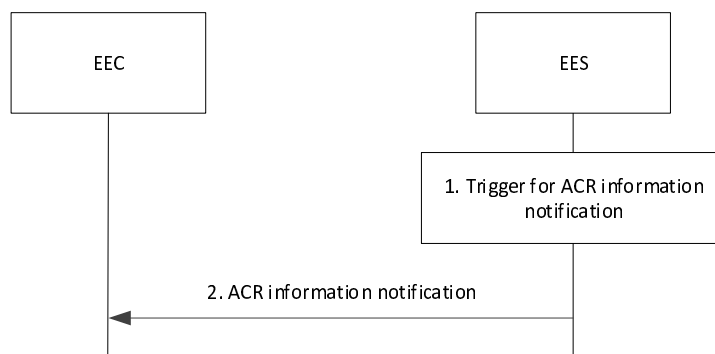 EEC
EES
1. Trigger for ACR information
notification
2. ACR information notification